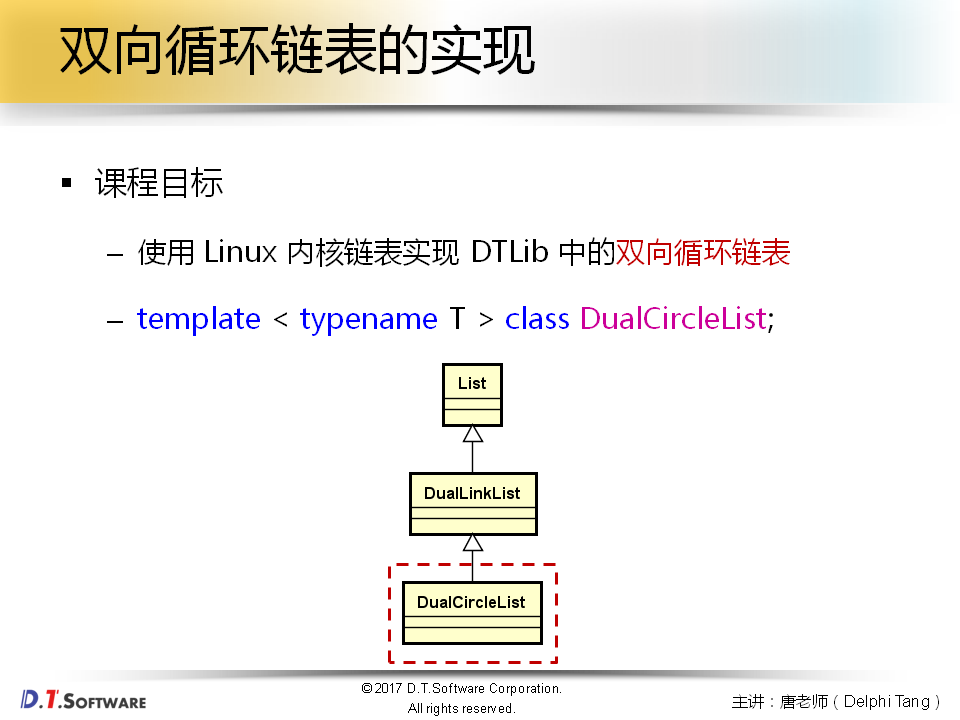 双向循环链表的实现
▪ 课程目标
– 使用 Linux 内核链表实现 DTLib 中的双向循环链表
– template < typename T > class DualCircleList;
List
DualLinkList
DualCircleList
D.T.SOFTWARE
©2017 D.T.Software Corporation.
All rights reserved.
主讲：唐老师（Delphi Tang）